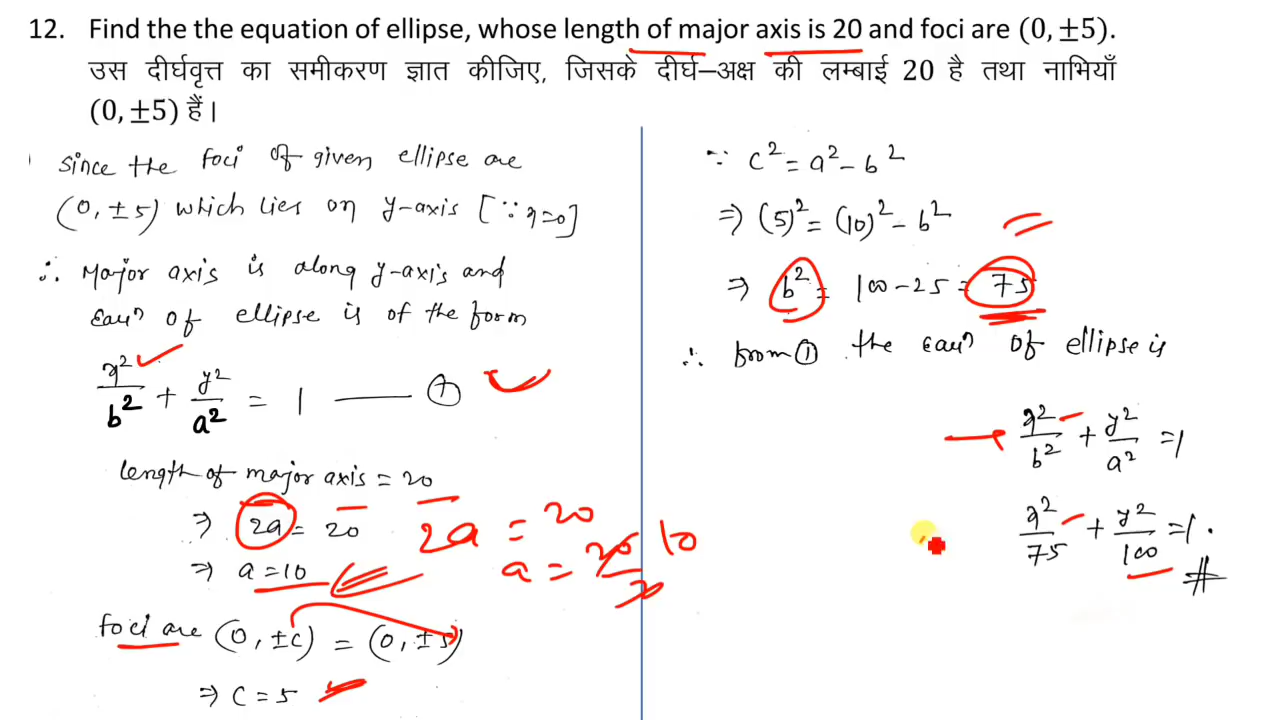 12. Find the the equation of ellipse, whose length of major axis is 20 and foci are (0, ±5).
उस दीर्घवृत्त का समीकरण ज्ञात कीजिए, जिसके दीर्घ–अक्ष की लम्बाई 20 है तथा नाभियाँ
(0, ±5) हैं।
Since the foci of given ellipse are
(0, ±5) which lies on y-axis [∵ x=0]
∴ Major axis is along y-axis and
Eqnⁿ of ellipse is of the form
x²/b² + y²/a² = 1 —— ①
length of major axis = 20
⇒ 2a = 20
2a = 20
⇒ a = 10
a = 20/2 10
foci are (0, ±c) = (0, ±5)
⇒ c = 5
∵ c² = a² – b²
⇒ (5)² = (10)² – b²
⇒ b² = 100 – 25 = 75
∴ from ① the Eqnⁿ of ellipse is
x²/b² + y²/a² = 1
x²/75 + y²/100 = 1.
#